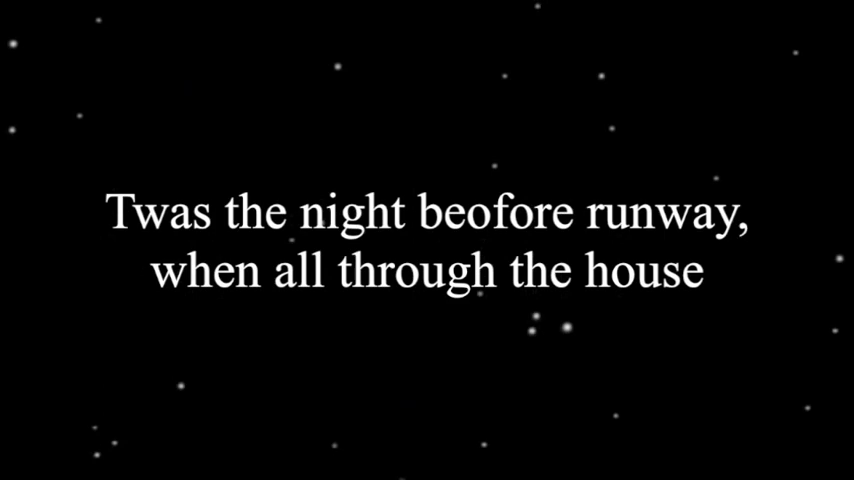 Twas the night beofore runway,
when all through the house